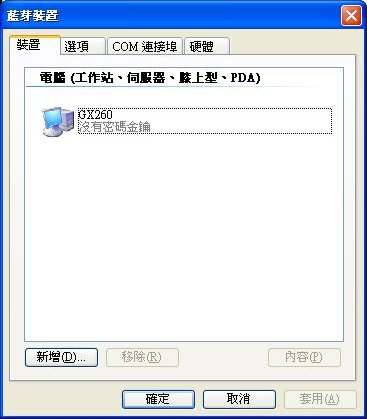 藍芽裝置
裝置 選項 COM 連接埠 硬體
電腦 (工作站、伺服器、膝上型、PDA)
GX260
沒有密碼金鑰
新增(D)... 移除(R) 內容(P)
確定 取消 套用(A)